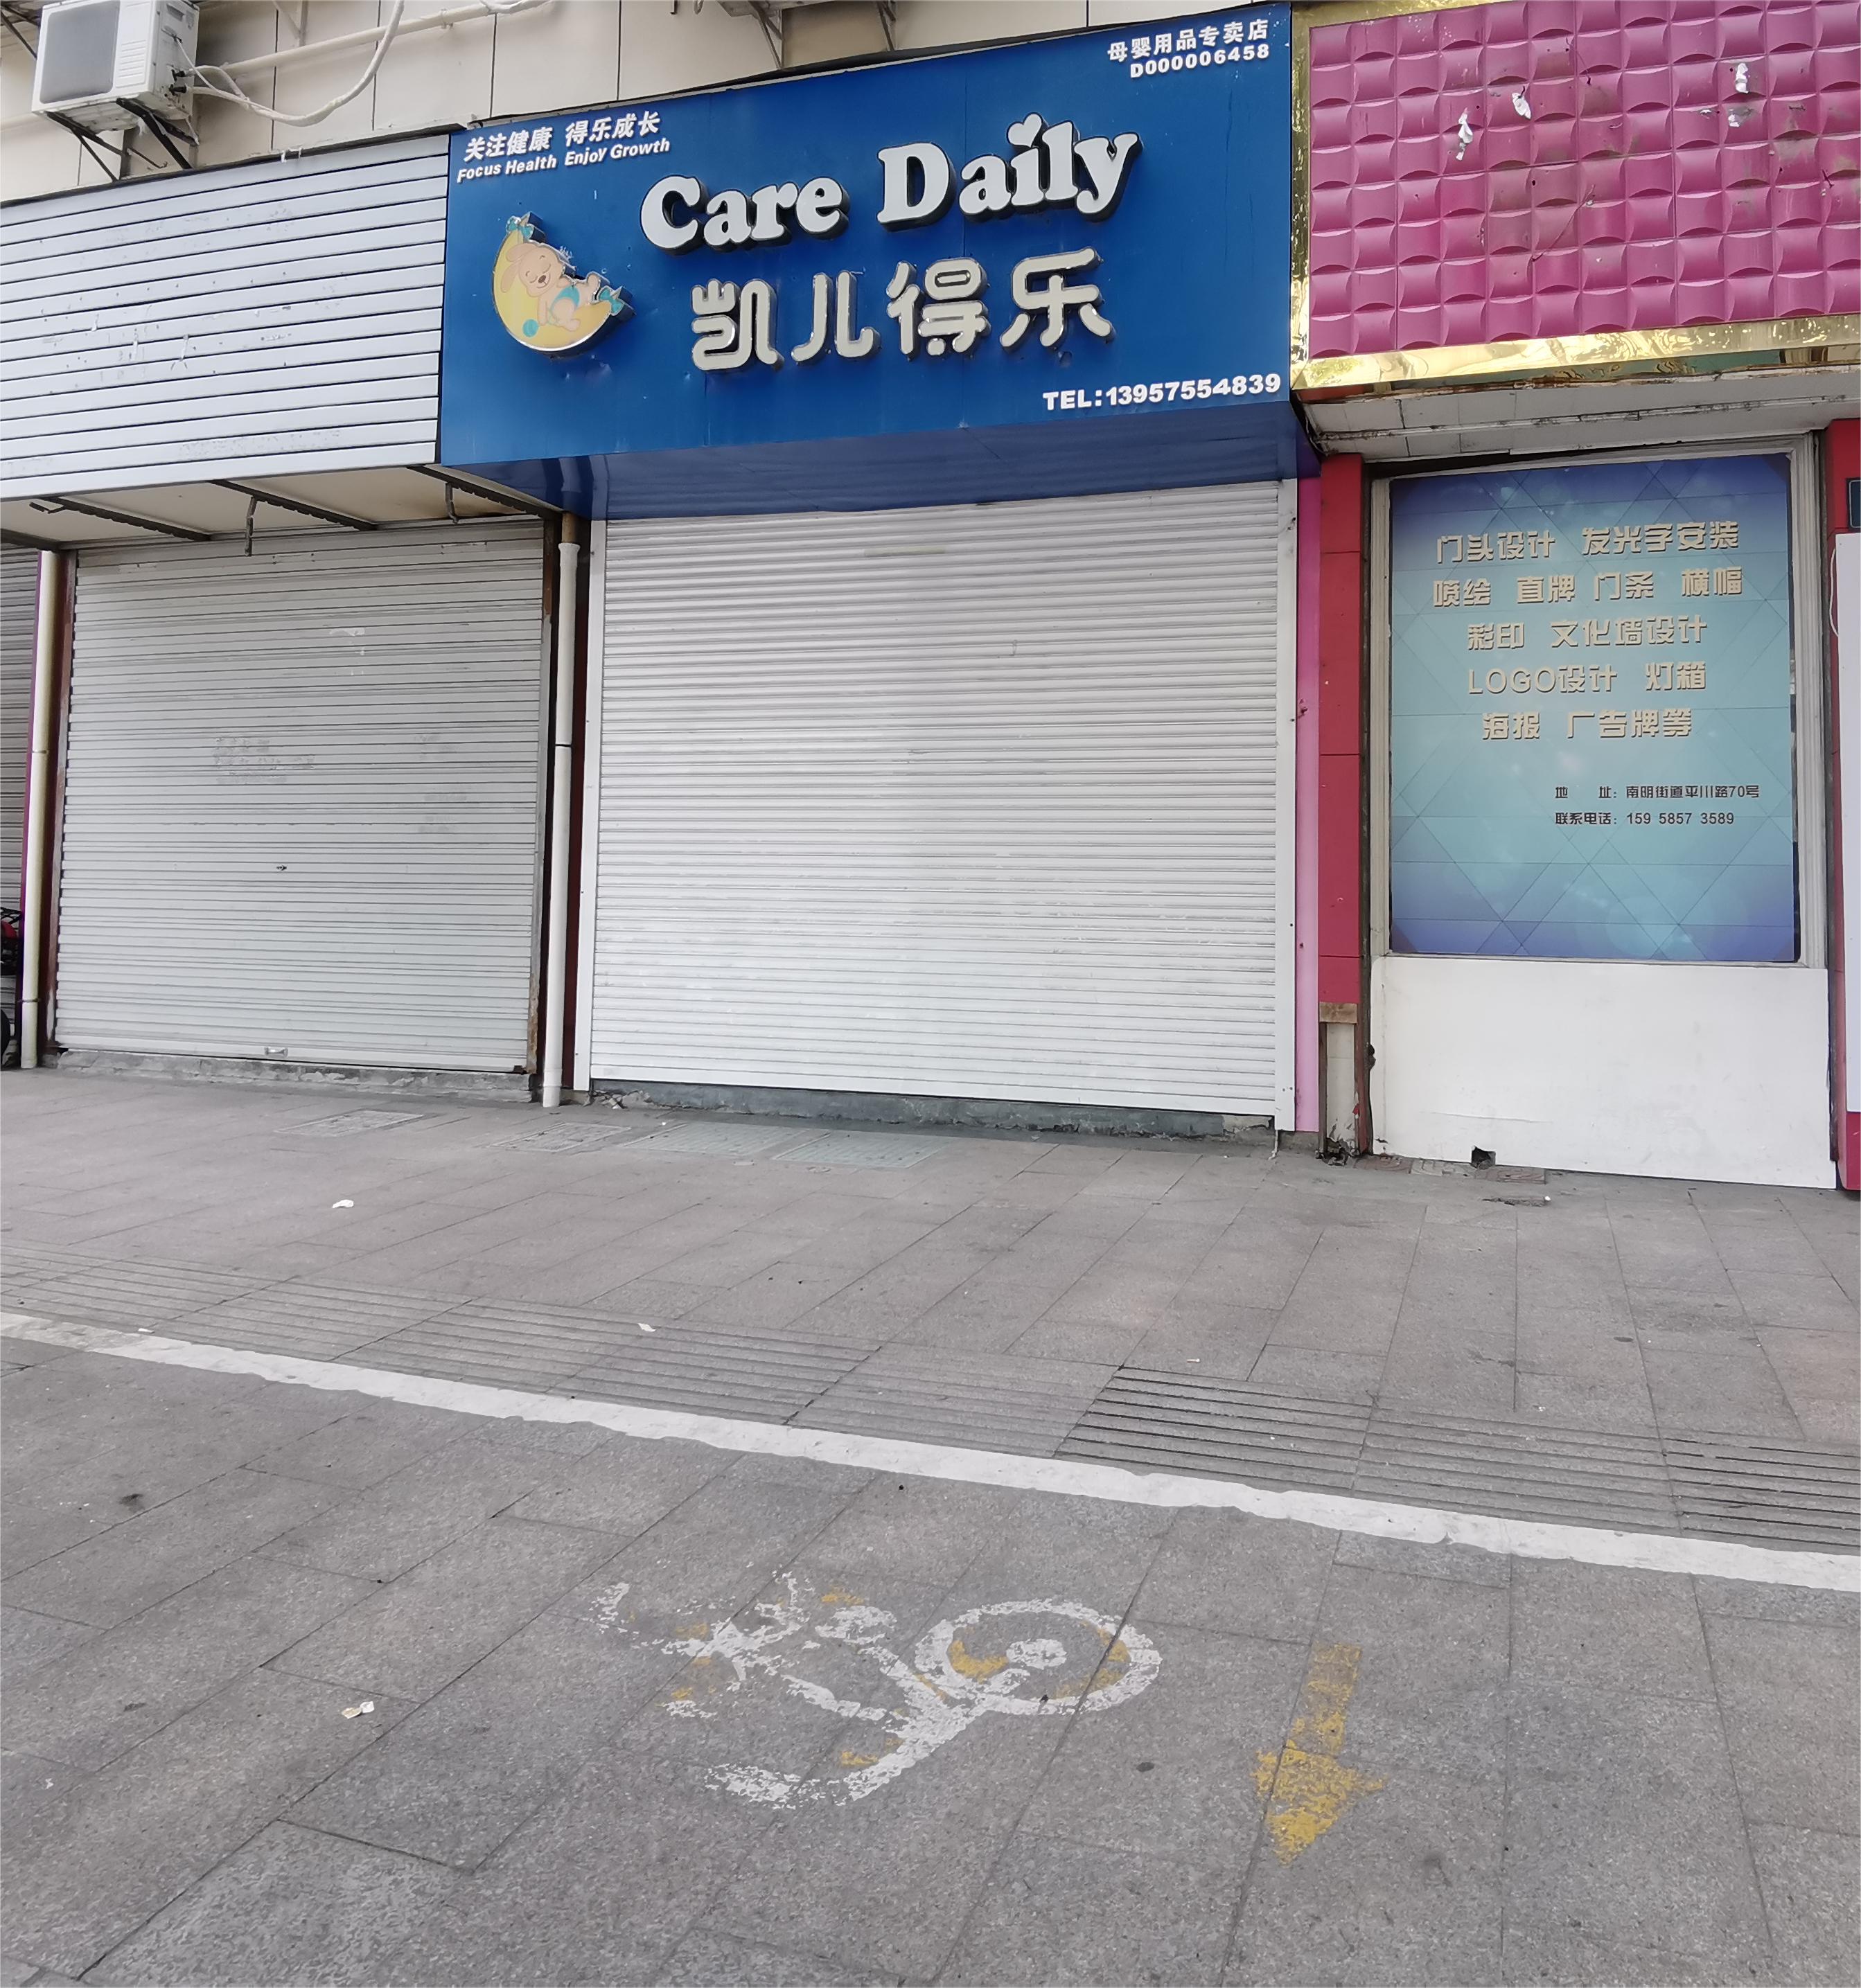 关注健康 得乐成长
Focus Health Enjoy Growth
母婴用品专卖店
D000006458
Care Daily
凯儿得乐
TEL:13957554839
门头设计 发光字安装
喷绘 直牌 门条 横幅
彩印 文化墙设计
LOGO设计 灯箱
海报 广告牌等
地 址：南明街道平川路70号
联系电话：159 5857 3589